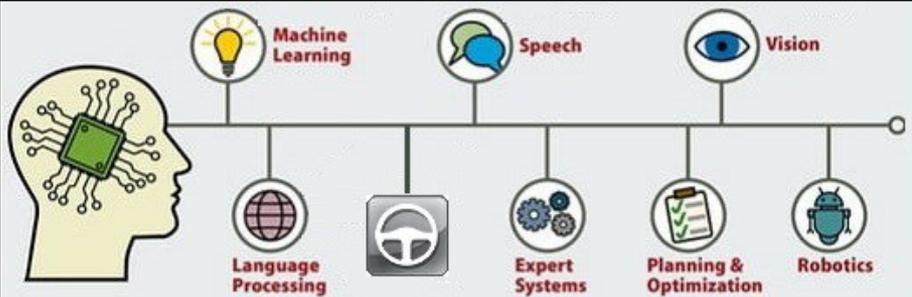 Machine
Learning
Speech
Vision
Language
Processing
Expert
Systems
Planning &
Optimization
Robotics